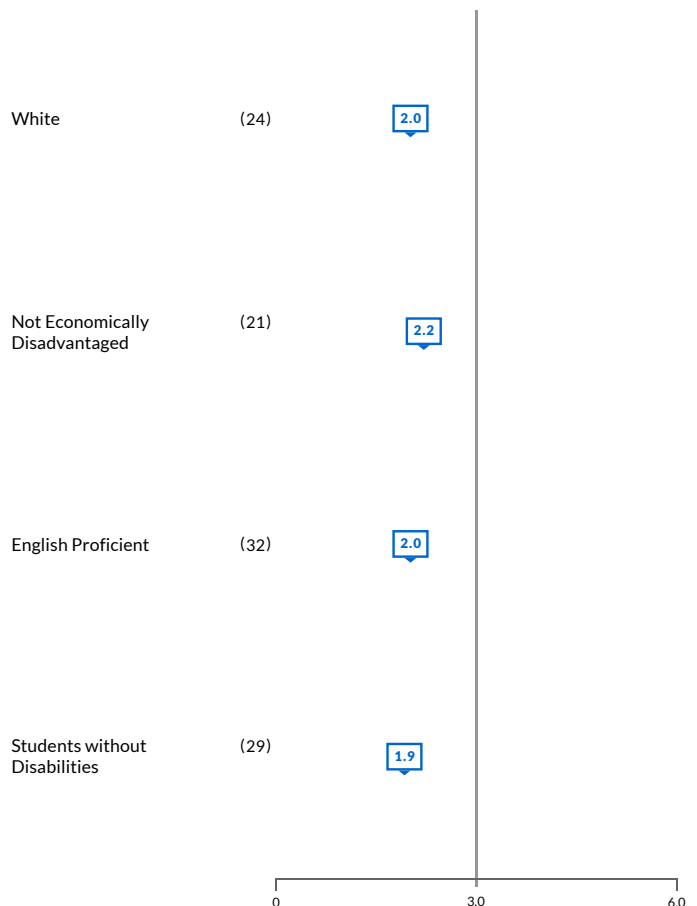 White (24) 2.0
Not Economically (21) 2.2
Disadvantaged
English Proficient (32) 2.0
Students without (29) 1.9
Disabilities
0 3.0 6.0